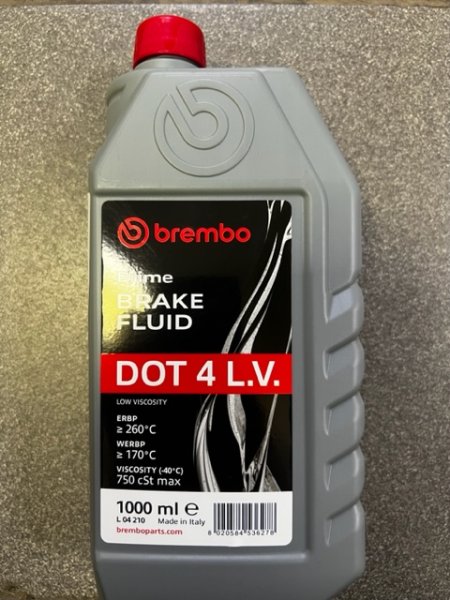 brembo
BRAKE
FLUID
DOT 4 L.V.
LOW VISCOSITY
ERBP
≥ 260°C
WERBP
≥ 170°C
VISCOSITY (-40°C)
750 cSt max
1000 ml ℮
L 04 210 Made in Italy
bremboparts.com
8 020584 536278